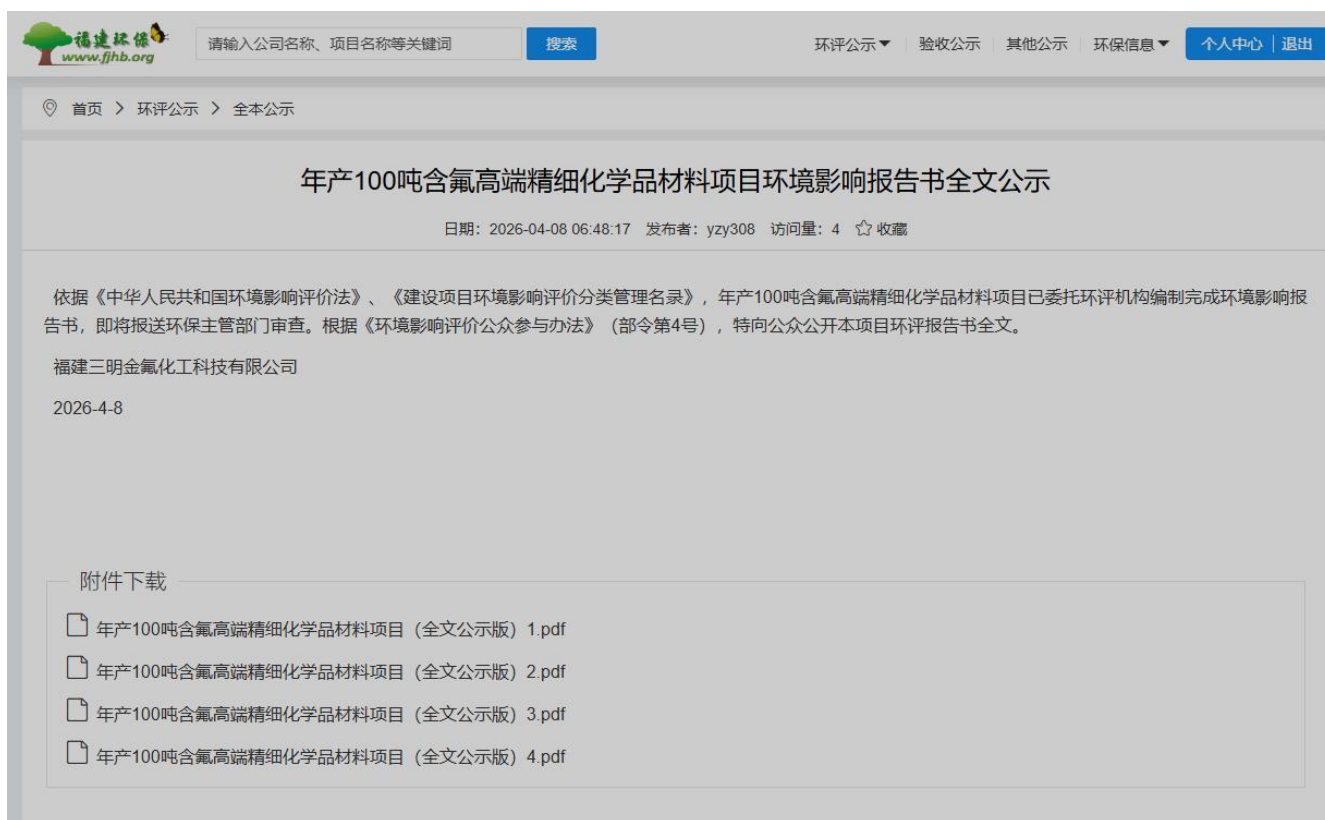 福建环保
www.fjhb.org
请输入公司名称、项目名称等关键词
搜索
环评公示 验收公示 其他公示 环保信息 个人中心 | 退出
首页 > 环评公示 > 全本公示
年产100吨含氟高端精细化学品材料项目环境影响报告书全文公示
日期：2026-04-08 06:48:17 发布者：yzy308 访问量：4 收藏
依据《中华人民共和国环境影响评价法》、《建设项目环境影响评价分类管理名录》，年产100吨含氟高端精细化学品材料项目已委托环评机构编制完成环境影响报
告书，即将报送环保主管部门审查。根据《环境影响评价公众参与办法》（部令第4号），特向公众公开本项目环评报告书全文。
福建三明金氟化工科技有限公司
2026-4-8
附件下载
年产100吨含氟高端精细化学品材料项目（全文公示版）1.pdf
年产100吨含氟高端精细化学品材料项目（全文公示版）2.pdf
年产100吨含氟高端精细化学品材料项目（全文公示版）3.pdf
年产100吨含氟高端精细化学品材料项目（全文公示版）4.pdf